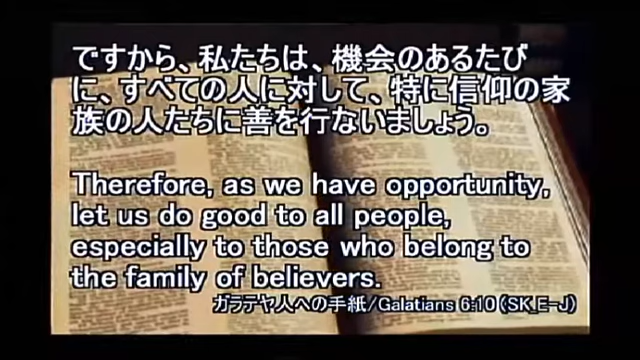 ですから、私たちは、機会のあるたび
に、すべての人に対して、特に信仰の家
族の人たちに善を行ないましょう。
Therefore, as we have opportunity,
let us do good to all people,
especially to those who belong to
the family of believers.
ガラテヤ人への手紙/Galatians 6:10(SK_E-J)